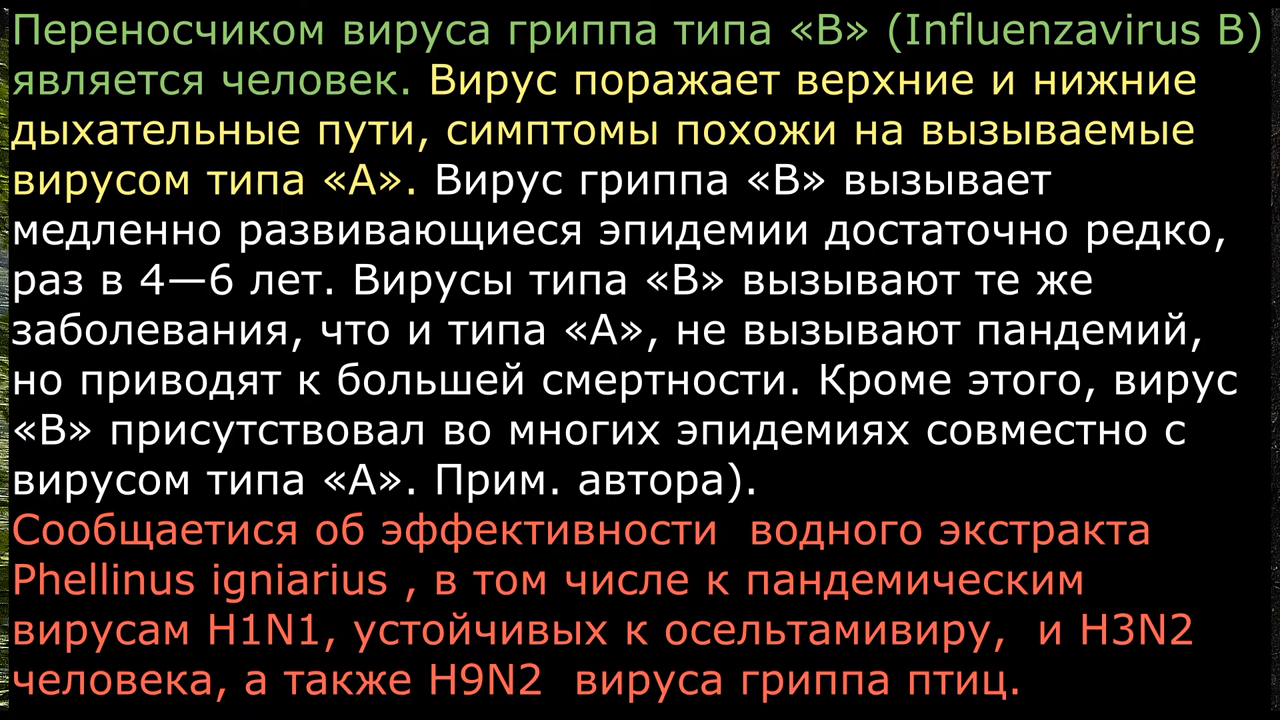 Переносчиком вируса гриппа типа «В» (Influenzavirus B)
является человек. Вирус поражает верхние и нижние
дыхательные пути, симптомы похожи на вызываемые
вирусом типа «А». Вирус гриппа «В» вызывает
медленно развивающиеся эпидемии достаточно редко,
раз в 4—6 лет. Вирусы типа «В» вызывают те же
заболевания, что и типа «А», не вызывают пандемий,
но приводят к большей смертности. Кроме этого, вирус
«В» присутствовал во многих эпидемиях совместно с
вирусом типа «А». Прим. автора).
Сообщаетися об эффективности  водного экстракта
Phellinus igniarius , в том числе к пандемическим
вирусам H1N1, устойчивых к осельтамивиру,  и H3N2
человека, а также H9N2  вируса гриппа птиц.